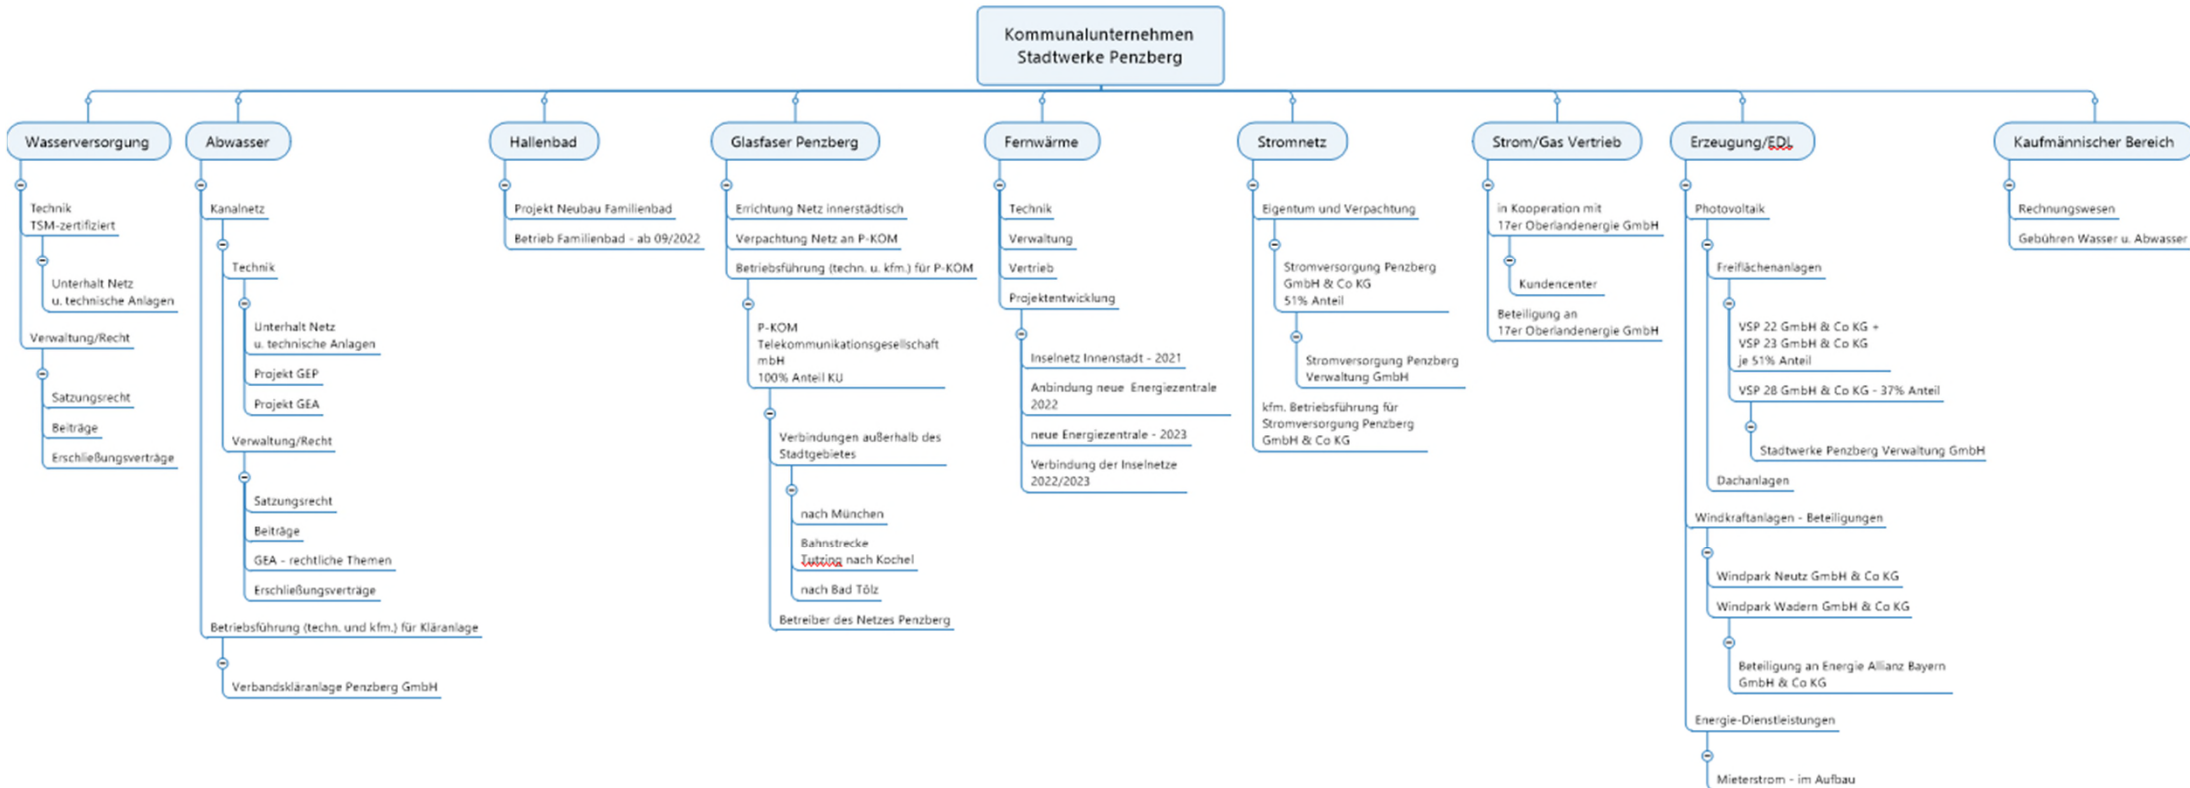 Kommunalunternehmen
Stadtwerke Penzberg
Wasserversorgung
Technik
TSM-zertifiziert
Unterhalt Netz
u. technische Anlagen
Verwaltung/Recht
Satzungsrecht
Beiträge
Erschließungsverträge
Abwasser
Kanalnetz
Technik
Unterhalt Netz
u. technische Anlagen
Projekt GEP
Projekt GEA
Verwaltung/Recht
Satzungsrecht
Beiträge
GEA - rechtliche Themen
Erschließungsverträge
Betriebsführung (techn. und kfm.) für Kläranlage
Verbandskläranlage Penzberg GmbH
Hallenbad
Projekt Neubau Familienbad
Betrieb Familienbad - ab 09/2022
Glasfaser Penzberg
Errichtung Netz innerstädtisch
Verpachtung Netz an P-KOM
Betriebsführung (techn. u. kfm.) für P-KOM
P-KOM
Telekommunikationsgesellschaft
mbH
100% Anteil KU
Verbindungen außerhalb des
Stadtgebietes
nach München
Bahnstrecke
Tutzing nach Kochel
nach Bad Tölz
Betreiber des Netzes Penzberg
Fernwärme
Technik
Verwaltung
Vertrieb
Projektentwicklung
Inselnetz Innenstadt - 2021
Anbindung neue Energiezentrale
2022
neue Energiezentrale - 2023
Verbindung der Inselnetze
2022/2023
Stromnetz
Eigentum und Verpachtung
Stromversorgung Penzberg
GmbH & Co KG
51% Anteil
Stromversorgung Penzberg
Verwaltung GmbH
kfm. Betriebsführung für
Stromversorgung Penzberg
GmbH & Co KG
Strom/Gas Vertrieb
in Kooperation mit
17er Oberlandenergie GmbH
Kundencenter
Beteiligung an
17er Oberlandenergie GmbH
Erzeugung/EDL
Photovoltaik
Freiflächenanlagen
VSP 22 GmbH & Co KG +
VSP 23 GmbH & Co KG
je 51% Anteil
VSP 28 GmbH & Co KG - 37% Anteil
Stadtwerke Penzberg Verwaltung GmbH
Dachanlagen
Windkraftanlagen - Beteiligungen
Windpark Neutz GmbH & Co KG
Windpark Wadern GmbH & Co KG
Beteiligung an Energie Allianz Bayern
GmbH & Co KG
Energie-Dienstleistungen
Mieterstrom - im Aufbau
Kaufmännischer Bereich
Rechnungswesen
Gebühren Wasser u. Abwasser